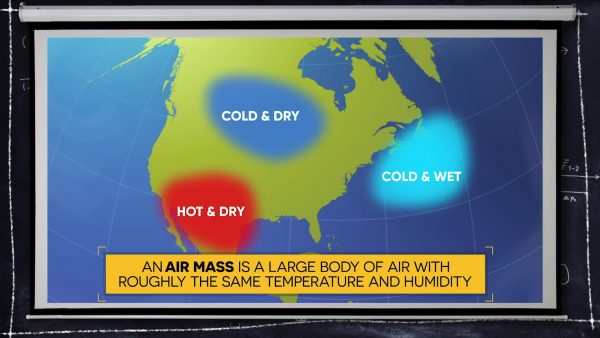 COLD & DRY
COLD & WET
HOT & DRY
AN AIR MASS IS A LARGE BODY OF AIR WITH
ROUGHLY THE SAME TEMPERATURE AND HUMIDITY